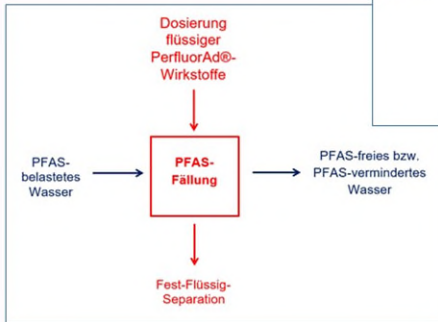 Dosierung
flüssiger
PerfluorAd®-
Wirkstoffe
PFAS-
belastetes
Wasser
PFAS-
Fällung
PFAS-freies bzw.
PFAS-vermindertes
Wasser
Fest-Flüssig-
Separation